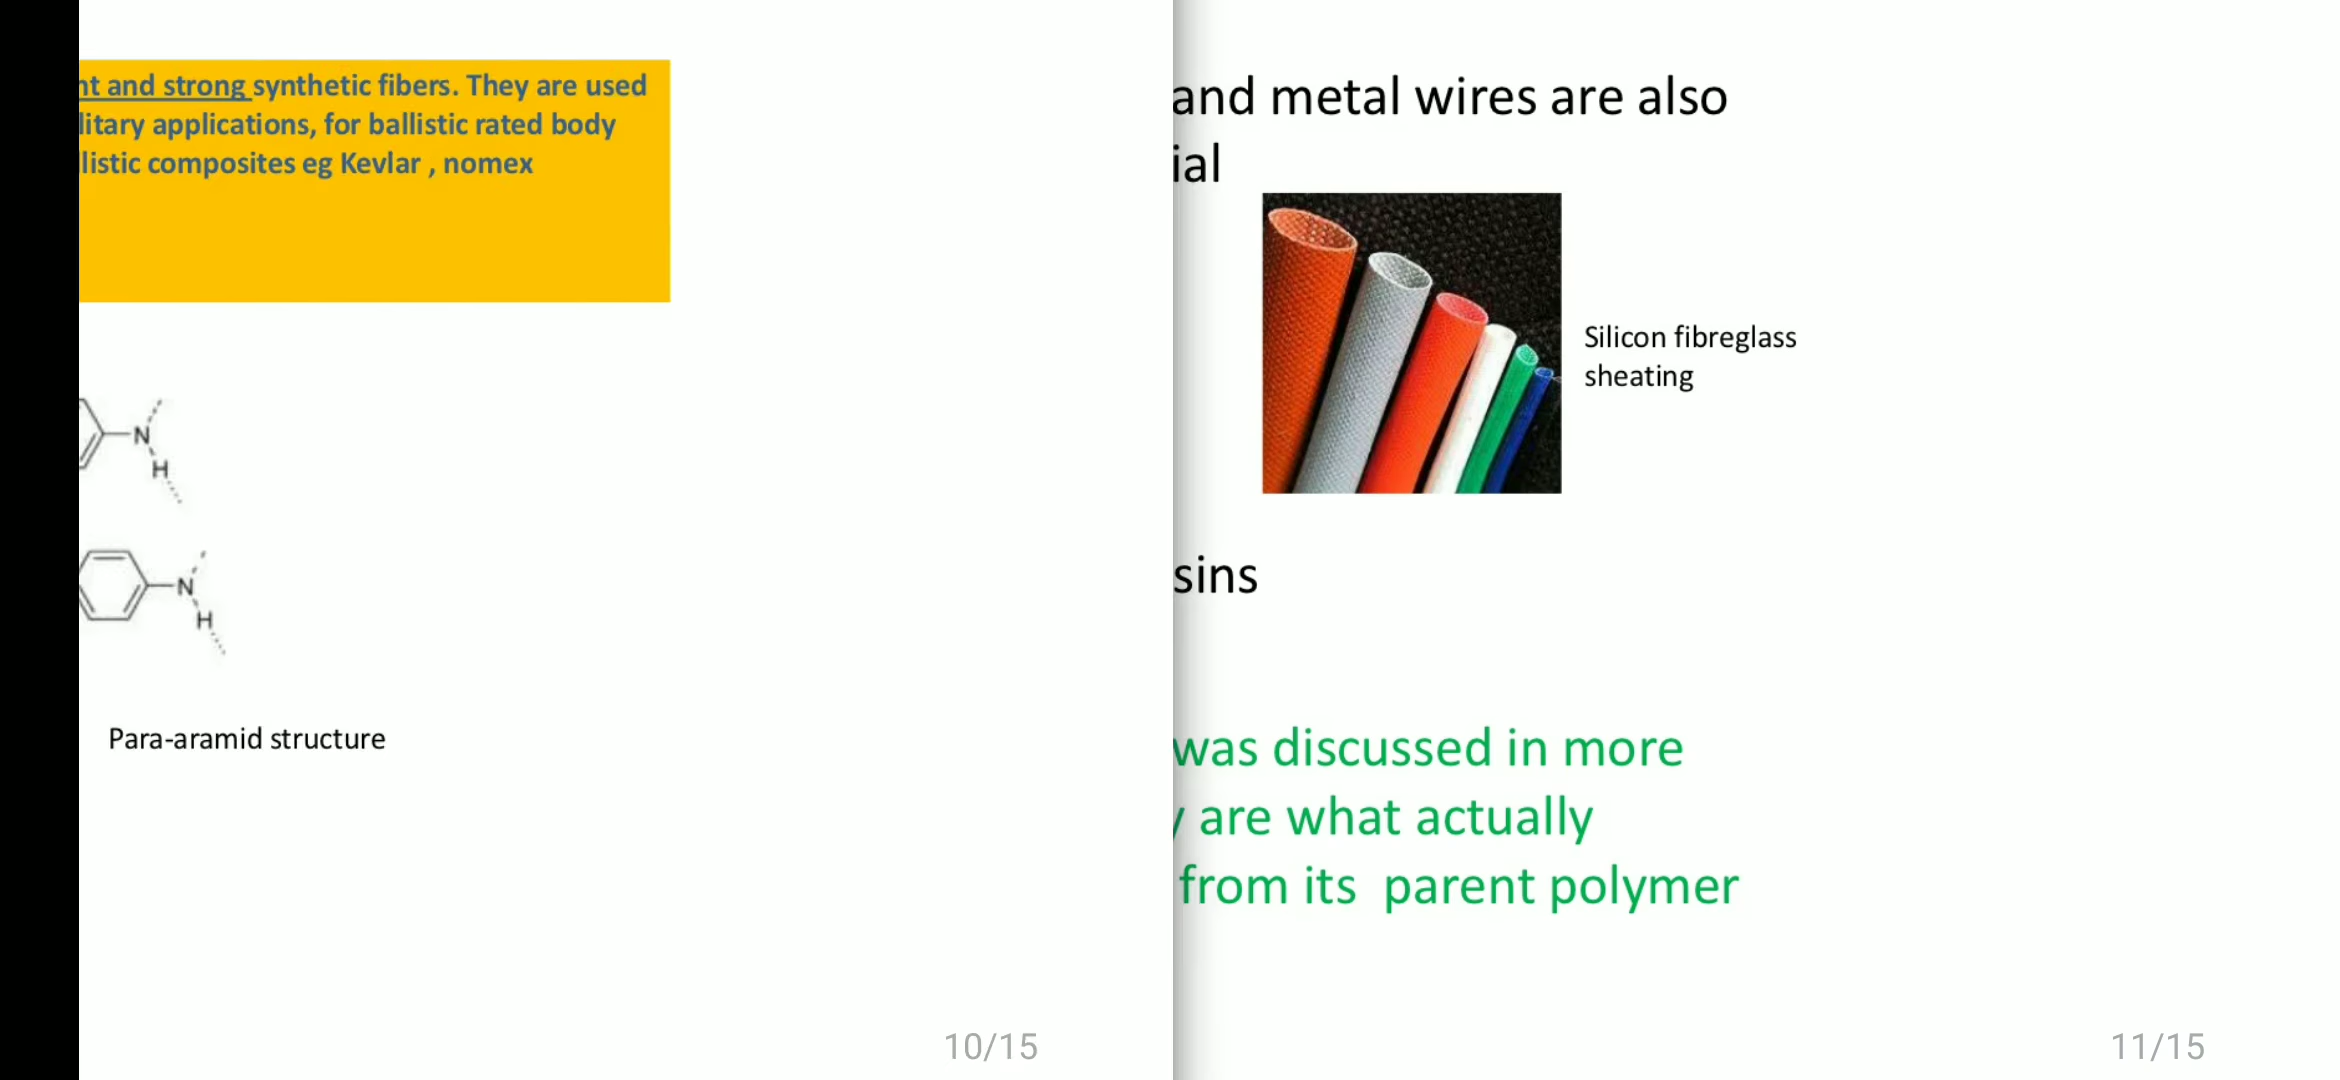 nt and strong synthetic fibers. They are used
litary applications, for ballistic rated body
llistic composites eg Kevlar , nomex
N
H
N
H
Para-aramid structure
10/15
and metal wires are also
ial
Silicon fibreglass
sheating
sins
was discussed in more
y are what actually
from its  parent polymer
11/15